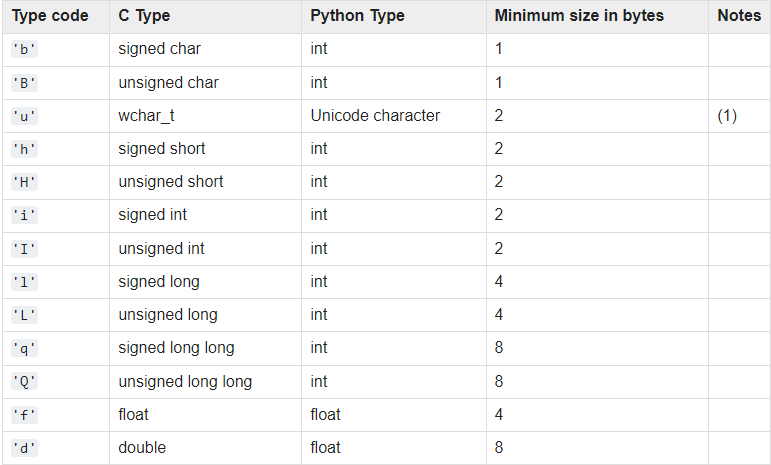 Type code C Type Python Type Minimum size in bytes Notes
'b' signed char int 1
'B' unsigned char int 1
'u' wchar_t Unicode character 2 (1)
'h' signed short int 2
'H' unsigned short int 2
'i' signed int int 2
'I' unsigned int int 2
'l' signed long int 4
'L' unsigned long int 4
'q' signed long long int 8
'Q' unsigned long long int 8
'f' float float 4
'd' double float 8